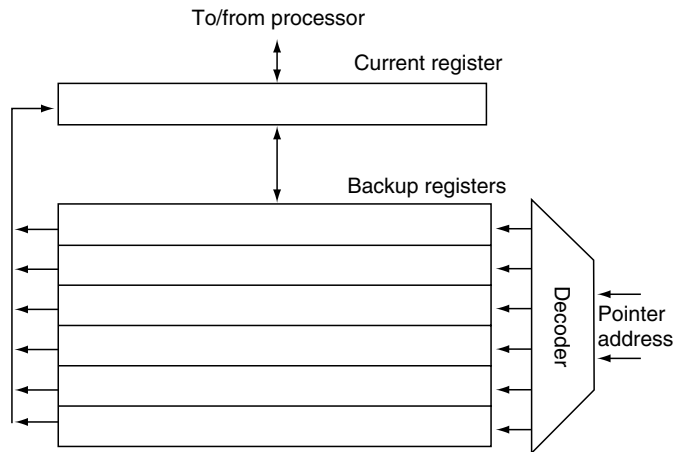 To/from processor
Current register
Backup registers
Decoder
Pointer
address